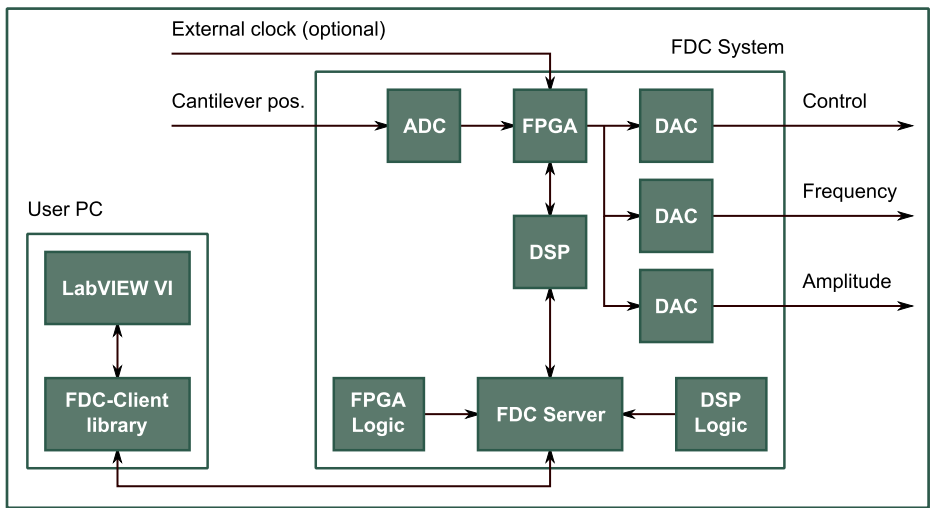 External clock (optional)
FDC System
Cantilever pos.
ADC
FPGA
DAC
Control
DAC
Frequency
User PC
DSP
LabVIEW VI
DAC
Amplitude
FDC-Client
library
FPGA
Logic
FDC Server
DSP
Logic